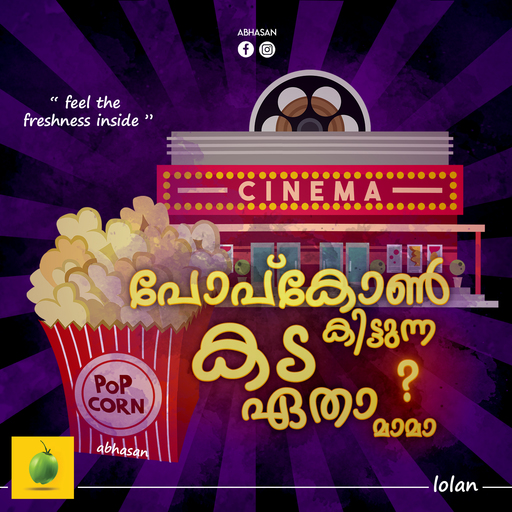 ABHASAN
“ feel the
freshness inside ”
CINEMA
പോപ്കോൺ
കിട്ടുന്ന
കട
ഏതാ ?
മാമാ
PoP
CORN
abhasan
lolan